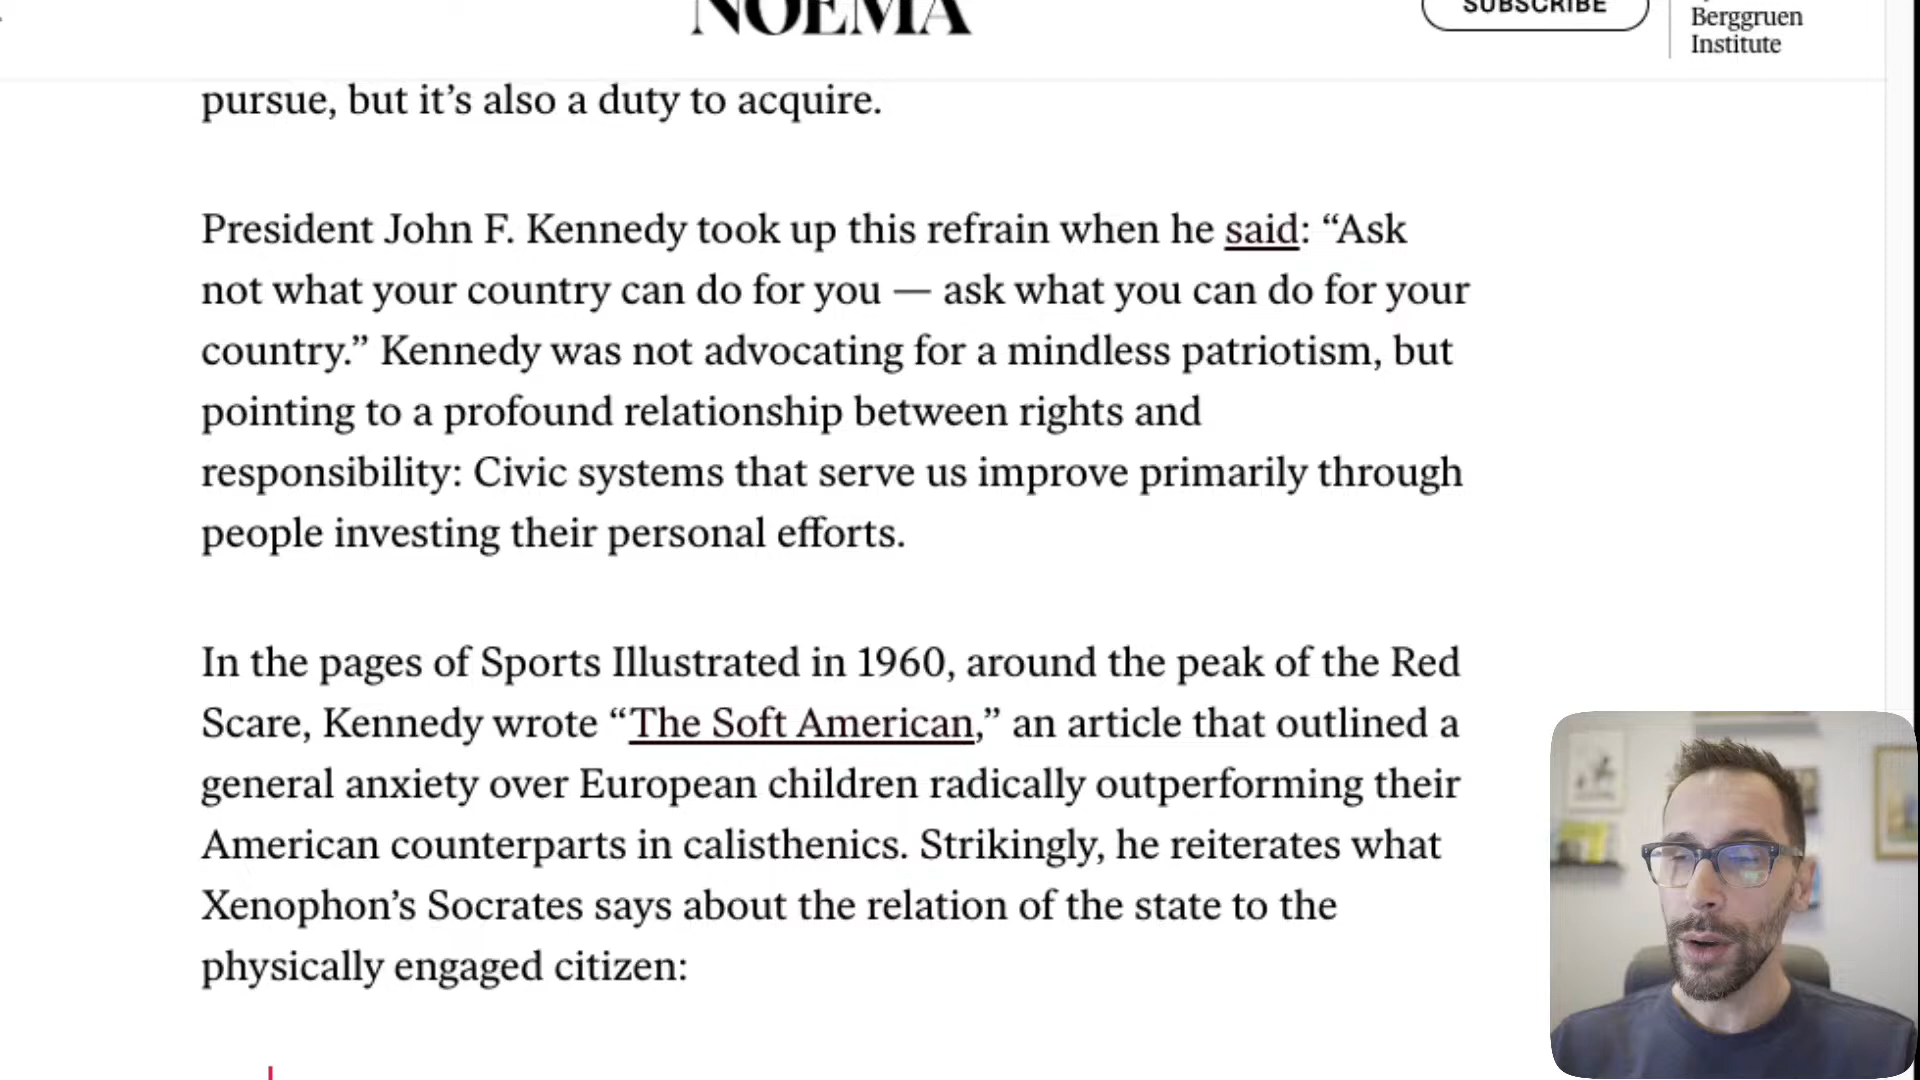 NOEMA
SUBSCRIBE
Berggruen
Institute
pursue, but it’s also a duty to acquire.
President John F. Kennedy took up this refrain when he said: “Ask
not what your country can do for you — ask what you can do for your
country.” Kennedy was not advocating for a mindless patriotism, but
pointing to a profound relationship between rights and
responsibility: Civic systems that serve us improve primarily through
people investing their personal efforts.
In the pages of Sports Illustrated in 1960, around the peak of the Red
Scare, Kennedy wrote “The Soft American,” an article that outlined a
general anxiety over European children radically outperforming their
American counterparts in calisthenics. Strikingly, he reiterates what
Xenophon’s Socrates says about the relation of the state to the
physically engaged citizen: